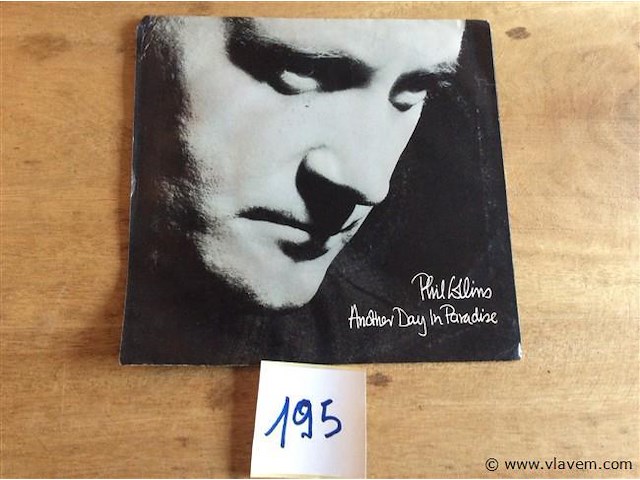 Phil Collins
Another Day In Paradise
195
© www.vlavem.com